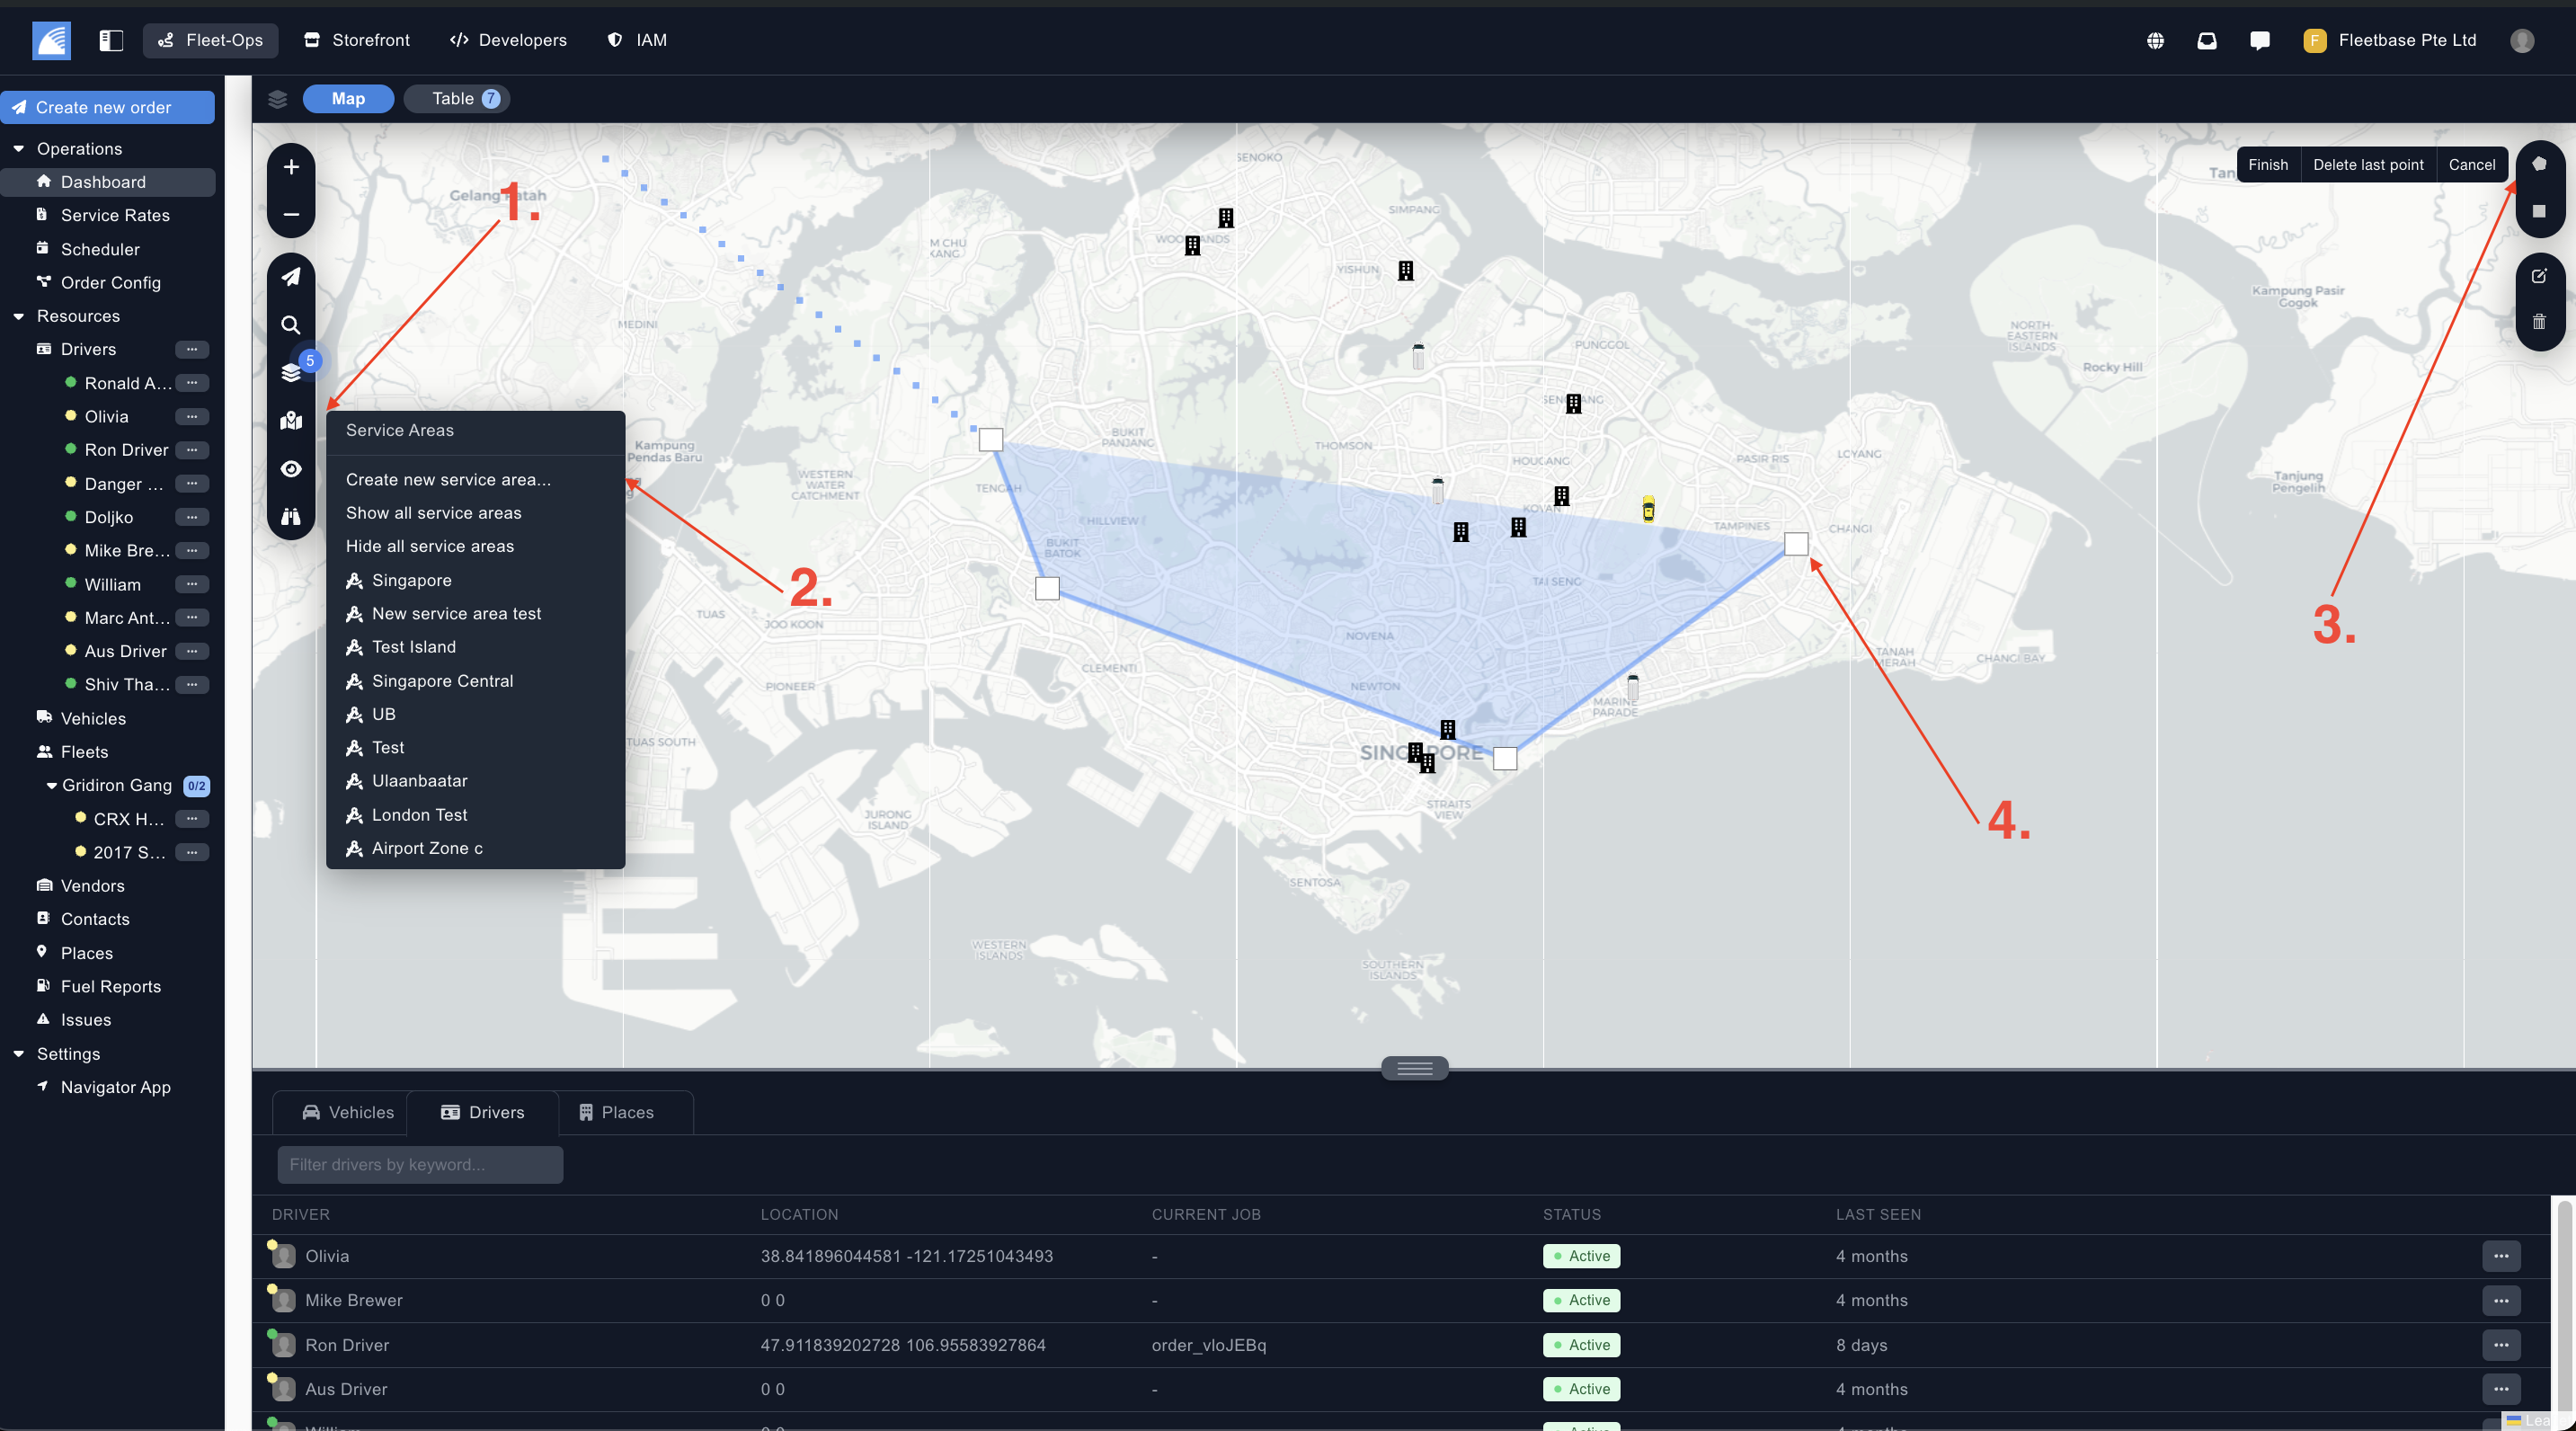 Fleet-Ops
Storefront
Developers
IAM
F
Fleetbase Pte Ltd
Create new order
Operations
Dashboard
Service Rates
Scheduler
Order Config
Resources
Drivers
Ronald A...
Olivia
Ron Driver
Danger ...
Doljko
Mike Bre...
William
Marc Ant...
Aus Driver
Shiv Tha...
Vehicles
Fleets
Gridiron Gang 0/2
CRX H...
2017 S...
Vendors
Contacts
Places
Fuel Reports
Issues
Settings
Navigator App
Map
Table 7
5
Finish
Delete last point
Cancel
1.
2.
3.
4.
Service Areas
Create new service area...
Show all service areas
Hide all service areas
Singapore
New service area test
Test Island
Singapore Central
UB
Test
Ulaanbaatar
London Test
Airport Zone c
Gelang Patah
SENOKO
SIMPANG
YISHUN
MEDINI
PUNGGOL
Kampung
Pendas Baru
BUKIT
PANJANG
THOMSON
HOUGANG
PASIR RIS
LOYANG
WESTERN
WATER
CATCHMENT
TENGAH
HILLVIEW
BUKIT
BATOK
KOVAN
TAMPINES
CHANGI
TAI SENG
TUAS
JOO KOON
NOVENA
CLEMENTI
PIONEER
NEWTON
TANAH
MERAH
CHANGI BAY
MARINE
PARADE
TUAS SOUTH
STRAITS
VIEW
JURONG
ISLAND
SENTOSA
WESTERN
ISLANDS
SOUTHERN
ISLANDS
NORTH-
EASTERN
ISLANDS
Kampung Pasir
Gogok
Rocky Hill
Tanjung
Pengelih
Vehicles
Drivers
Places
Filter drivers by keyword...
DRIVER LOCATION CURRENT JOB STATUS LAST SEEN
Olivia 38.841896044581 -121.17251043493 - Active 4 months
Mike Brewer 0 0 - Active 4 months
Ron Driver 47.911839202728 106.95583927864 order_vloJEBq Active 8 days
Aus Driver 0 0 - Active 4 months